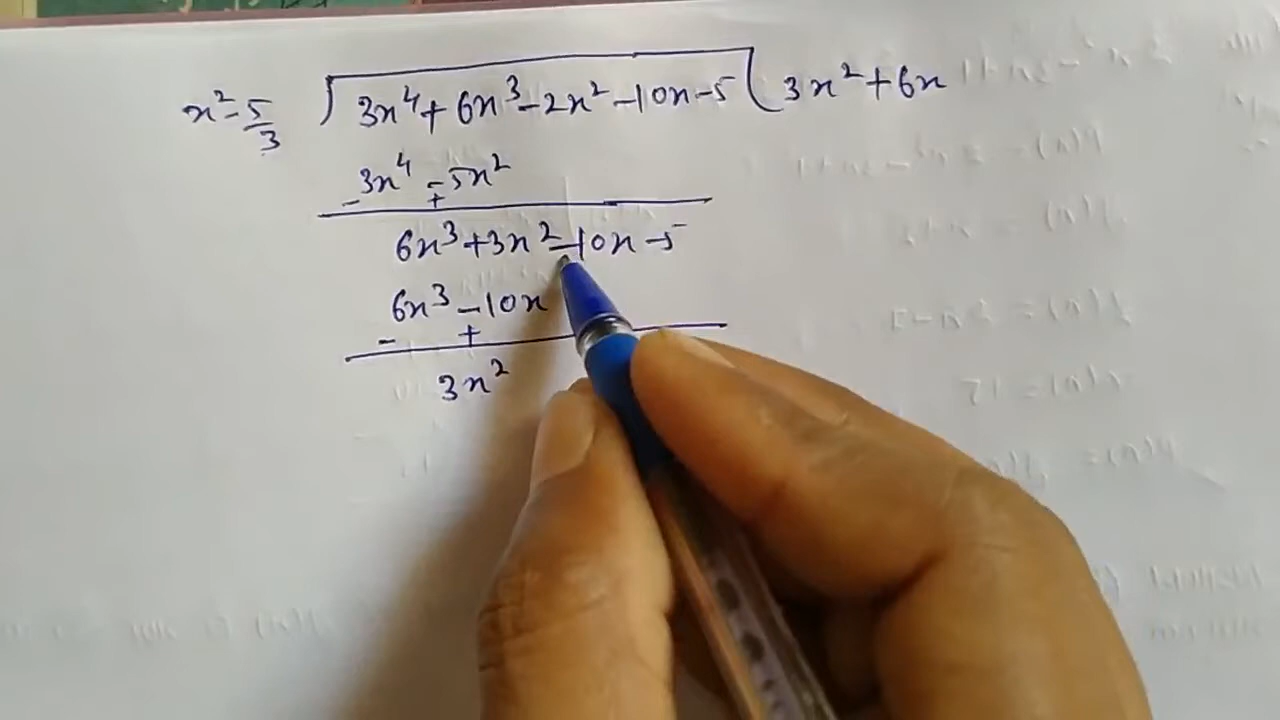 x² - 5/3 ) 3x⁴ + 6x³ - 2x² - 10x - 5 ( 3x² + 6x
3x⁴ - 5x²
- +
6x³ + 3x² - 10x - 5
6x³ - 10x
- +
3x²